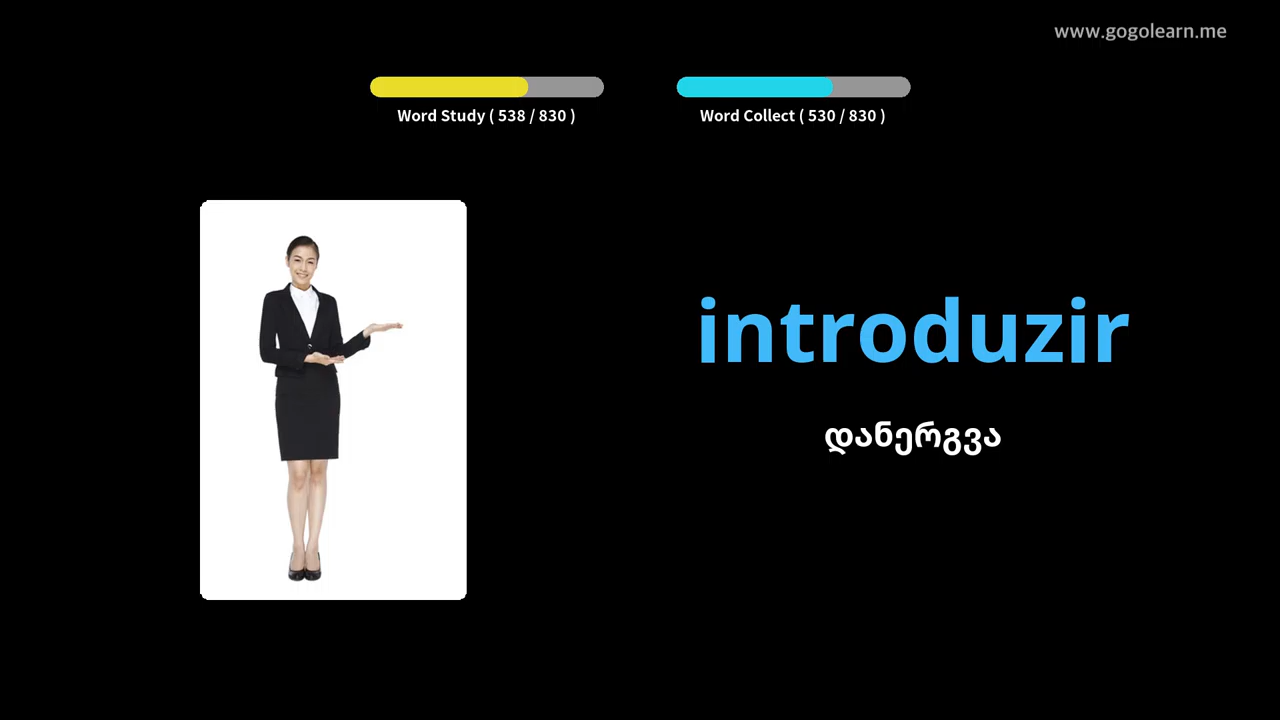 www.gogolearn.me
Word Study ( 538 / 830 )
Word Collect ( 530 / 830 )
introduzir
დანერგვა